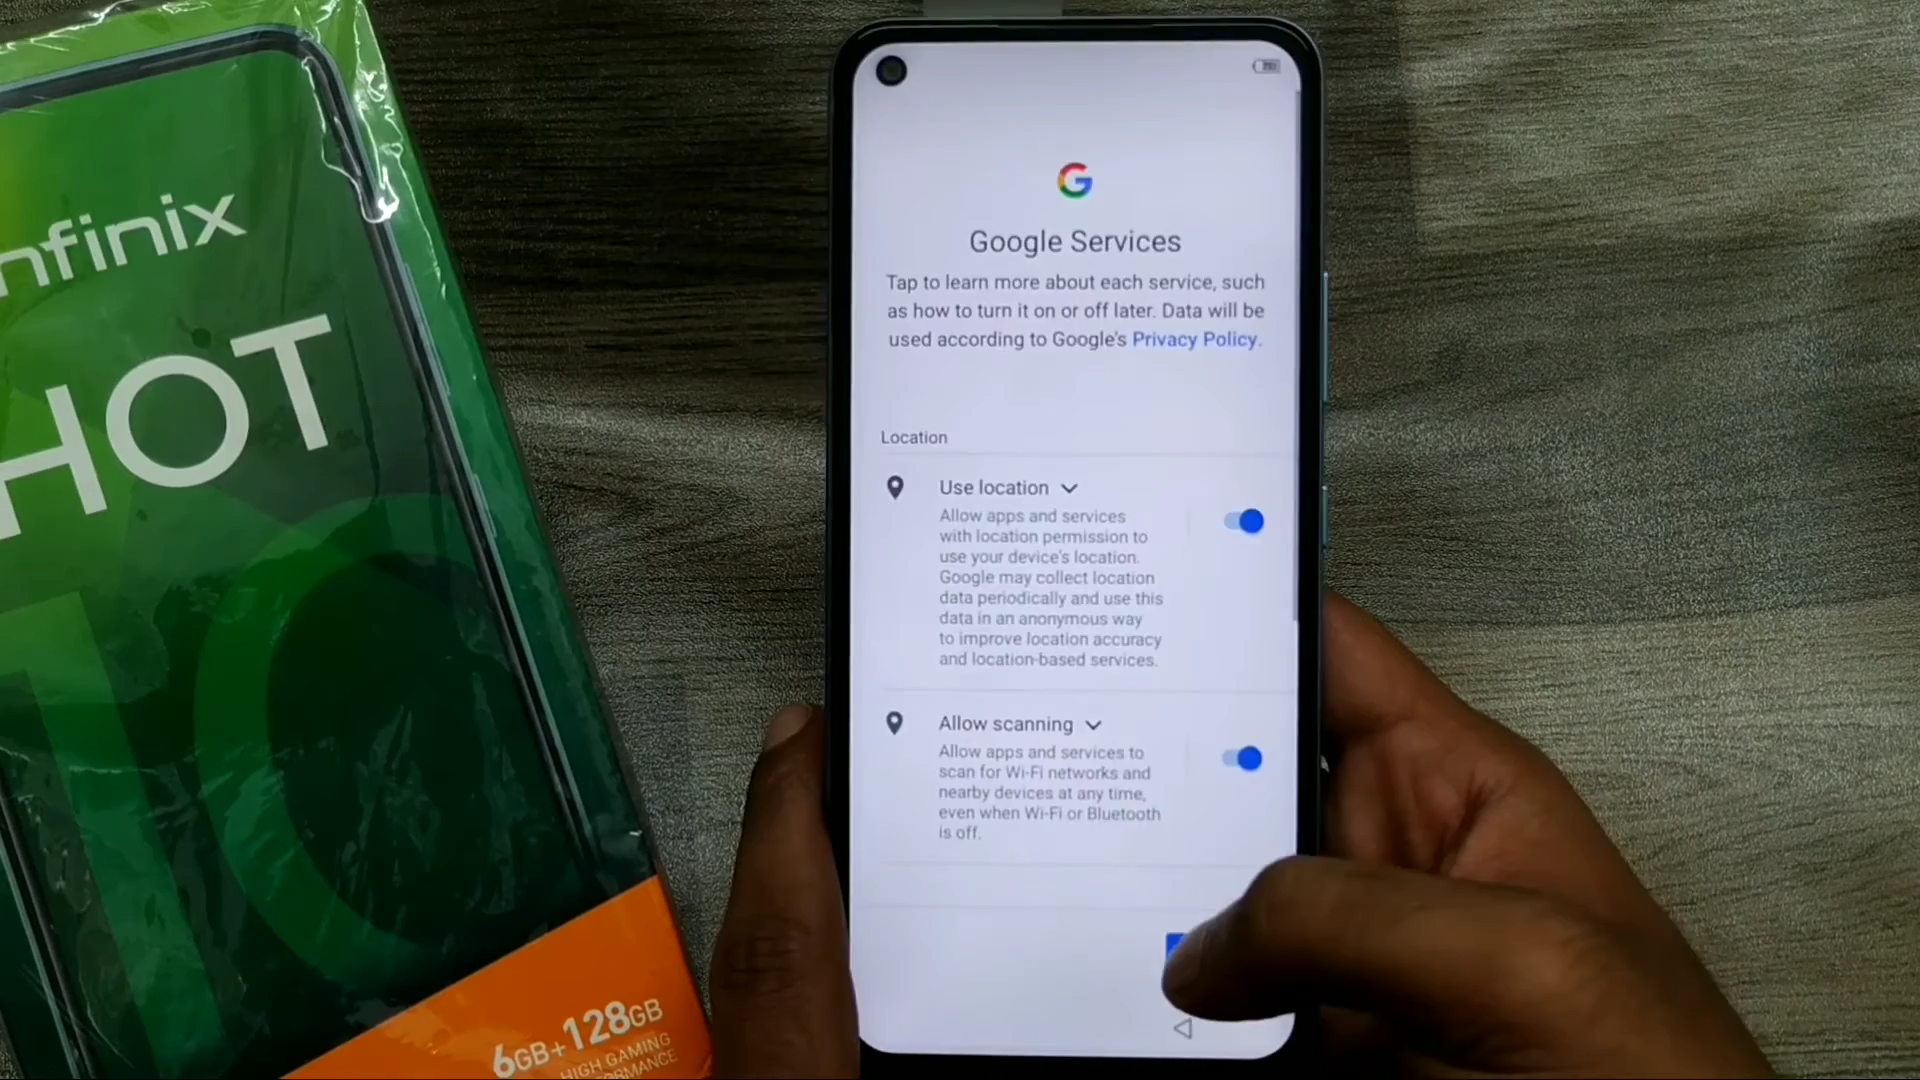 nfinix
HOT
10
6GB+128GB
HIGH GAMING
Google Services
Tap to learn more about each service, such
as how to turn it on or off later. Data will be
used according to Google's Privacy Policy.
Location
Use location
Allow apps and services
with location permission to
use your device's location.
Google may collect location
data periodically and use this
data in an anonymous way
to improve location accuracy
and location-based services.
Allow scanning
Allow apps and services to
scan for Wi-Fi networks and
nearby devices at any time,
even when Wi-Fi or Bluetooth
is off.